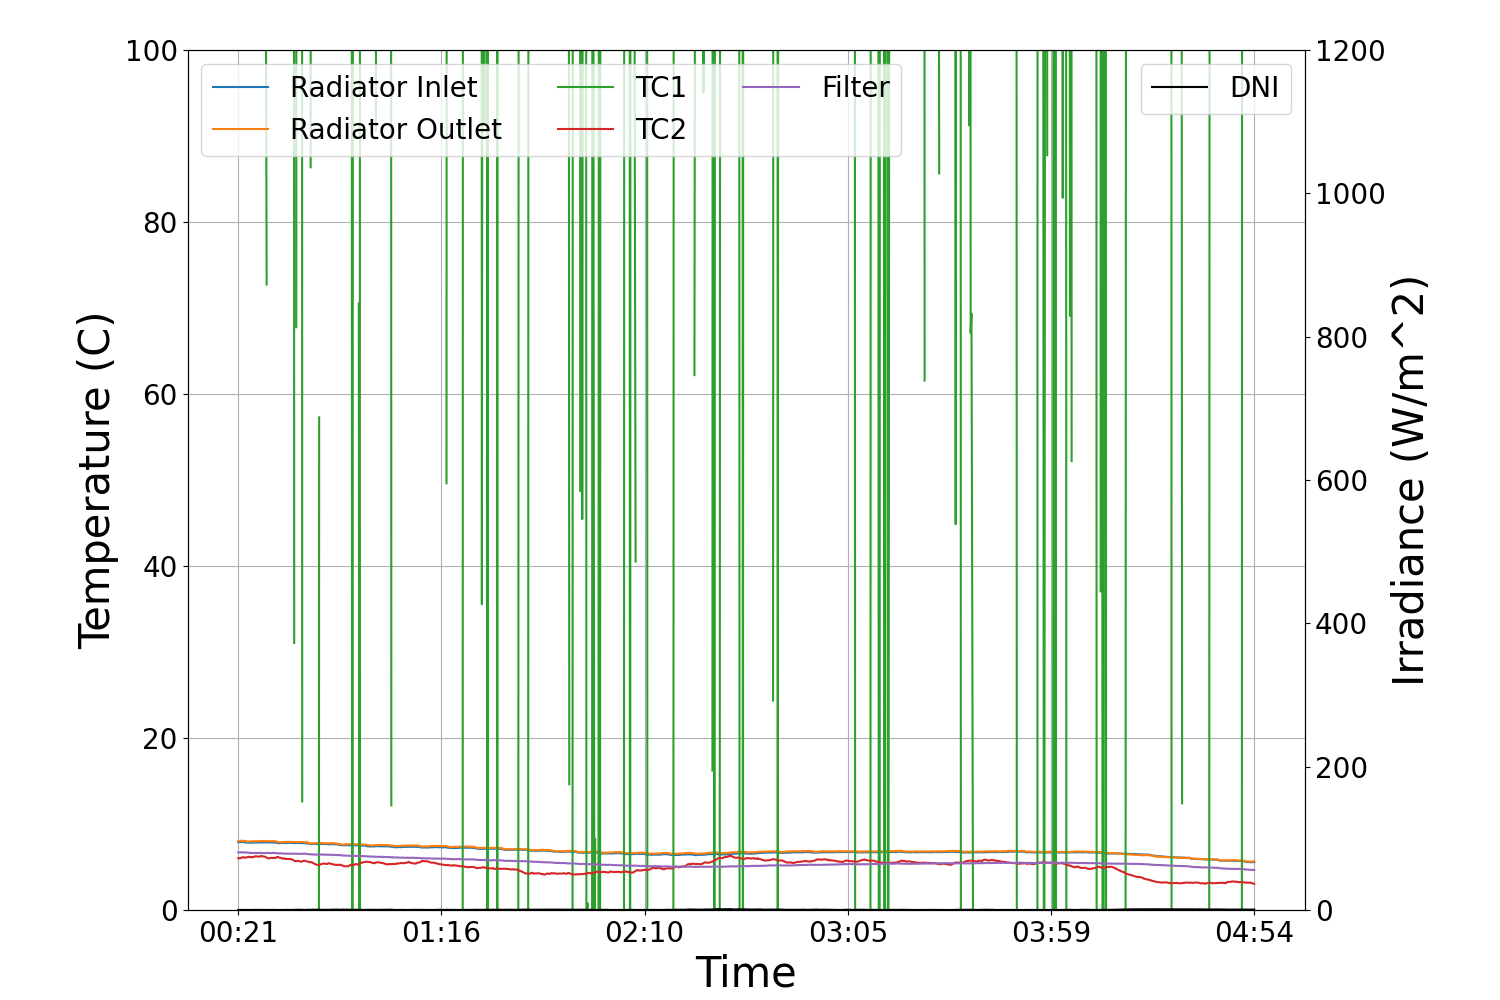 Radiator Inlet
Radiator Outlet
TC1
TC2
Filter
DNI
Temperature (C)
100
80
60
40
20
0
Irradiance (W/m^2)
1200
1000
800
600
400
200
0
00:21 01:16 02:10 03:05 03:59 04:54
Time